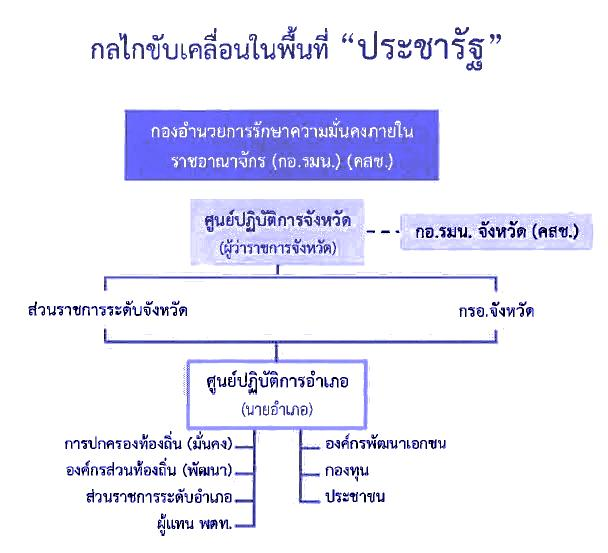 กลไกขับเคลื่อนในพื้นที่ “ประชารัฐ”
กองอำนวยการรักษาความมั่นคงภายใน
ราชอาณาจักร (กอ.รมน.) (คสช.)
ศูนย์ปฏิบัติการจังหวัด
(ผู้ว่าราชการจังหวัด)
กอ.รมน. จังหวัด (คสช.)
ส่วนราชการระดับจังหวัด
กรอ.จังหวัด
ศูนย์ปฏิบัติการอำเภอ
(นายอำเภอ)
การปกครองท้องถิ่น (มั่นคง)
องค์กรส่วนท้องถิ่น (พัฒนา)
ส่วนราชการระดับอำเภอ
ผู้แทน พตท.
องค์กรพัฒนาเอกชน
กองทุน
ประชาชน